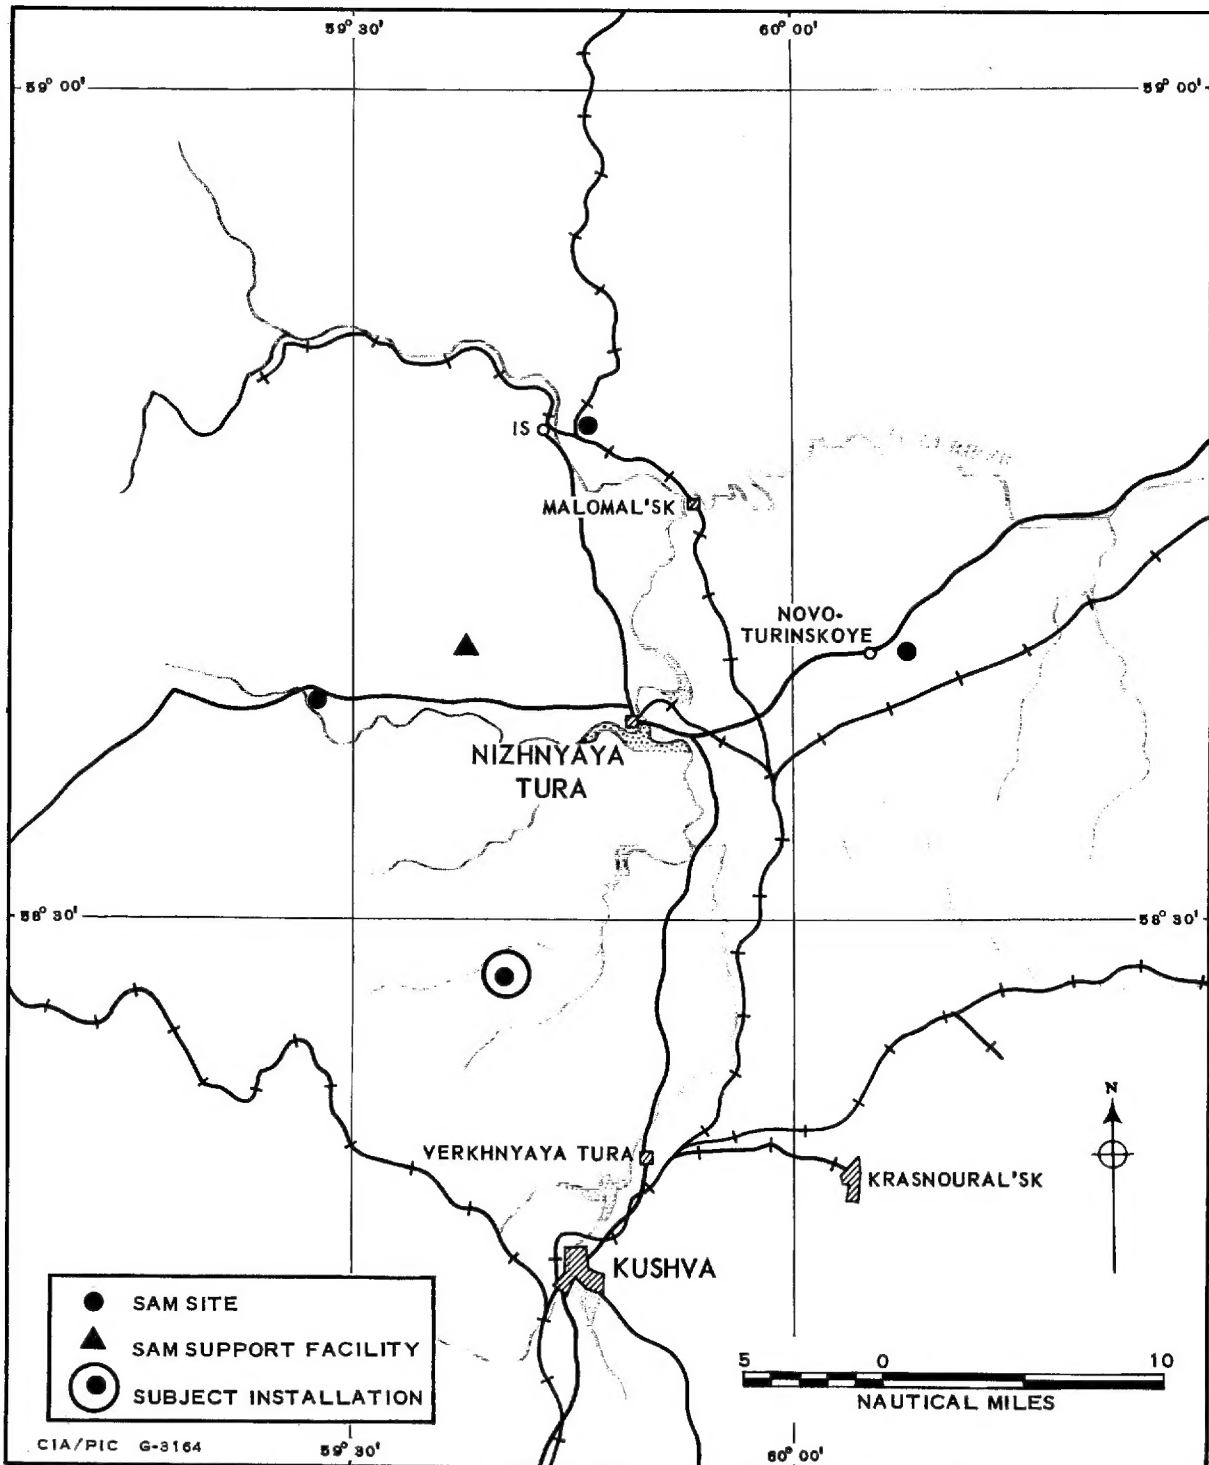 59° 30'
60° 00'
59° 00'
59° 00'
IS
MALOMAL'SK
NOVO-
TURINSKOYE
NIZHNYAYA
TURA
58° 30'
58° 30'
N
VERKHNYAYA TURA
KRASNOURAL'SK
KUSHVA
SAM SITE
SAM SUPPORT FACILITY
SUBJECT INSTALLATION
5 0 10
NAUTICAL MILES
CIA/PIC G-3164
59° 30'
60° 00'